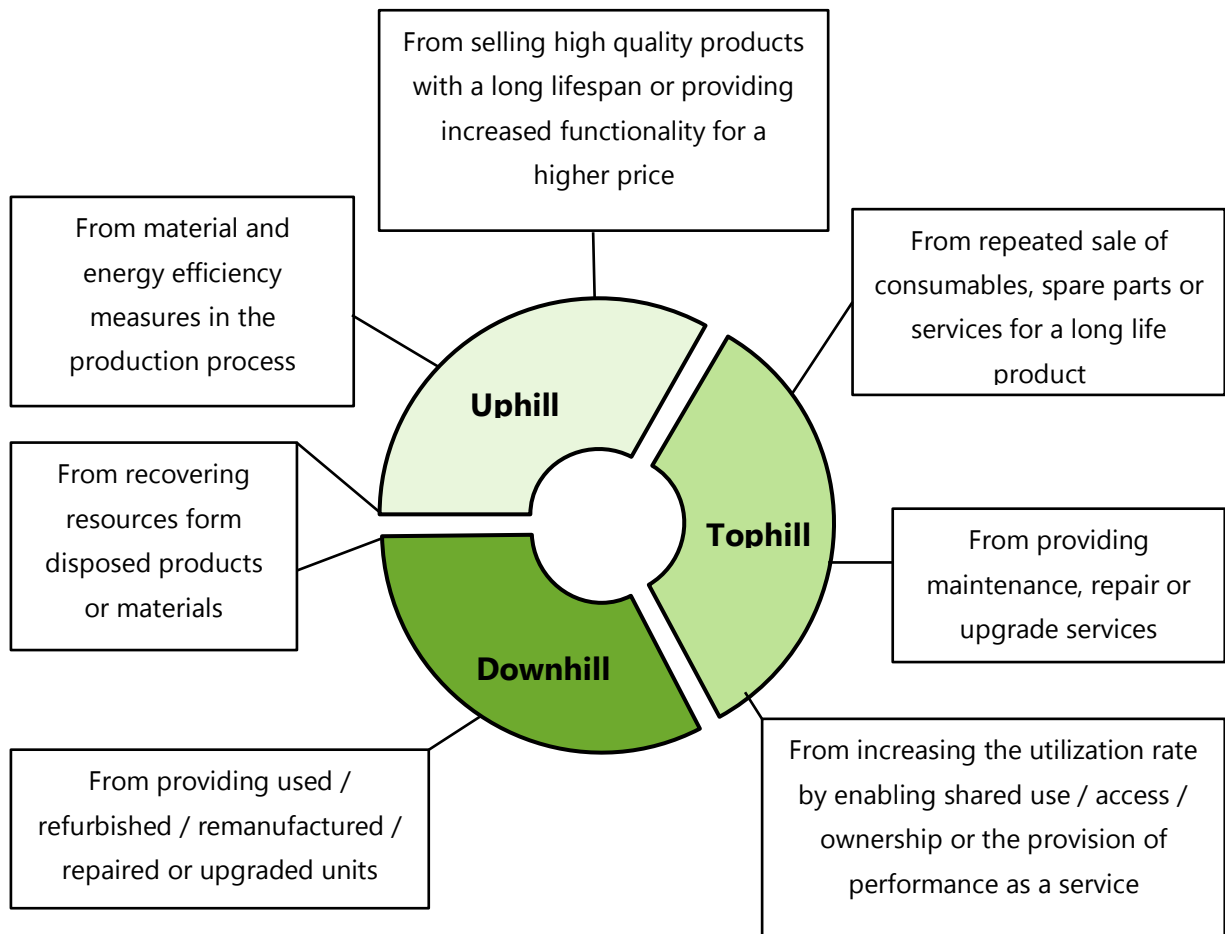 From selling high quality products
with a long lifespan or providing
increased functionality for a
higher price
From material and
energy efficiency
measures in the
production process
From repeated sale of
consumables, spare parts or
services for a long life
product
Uphill
From recovering
resources form
disposed products
or materials
Tophill
From providing
maintenance, repair or
upgrade services
Downhill
From providing used /
refurbished / remanufactured /
repaired or upgraded units
From increasing the utilization rate
by enabling shared use / access /
ownership or the provision of
performance as a service